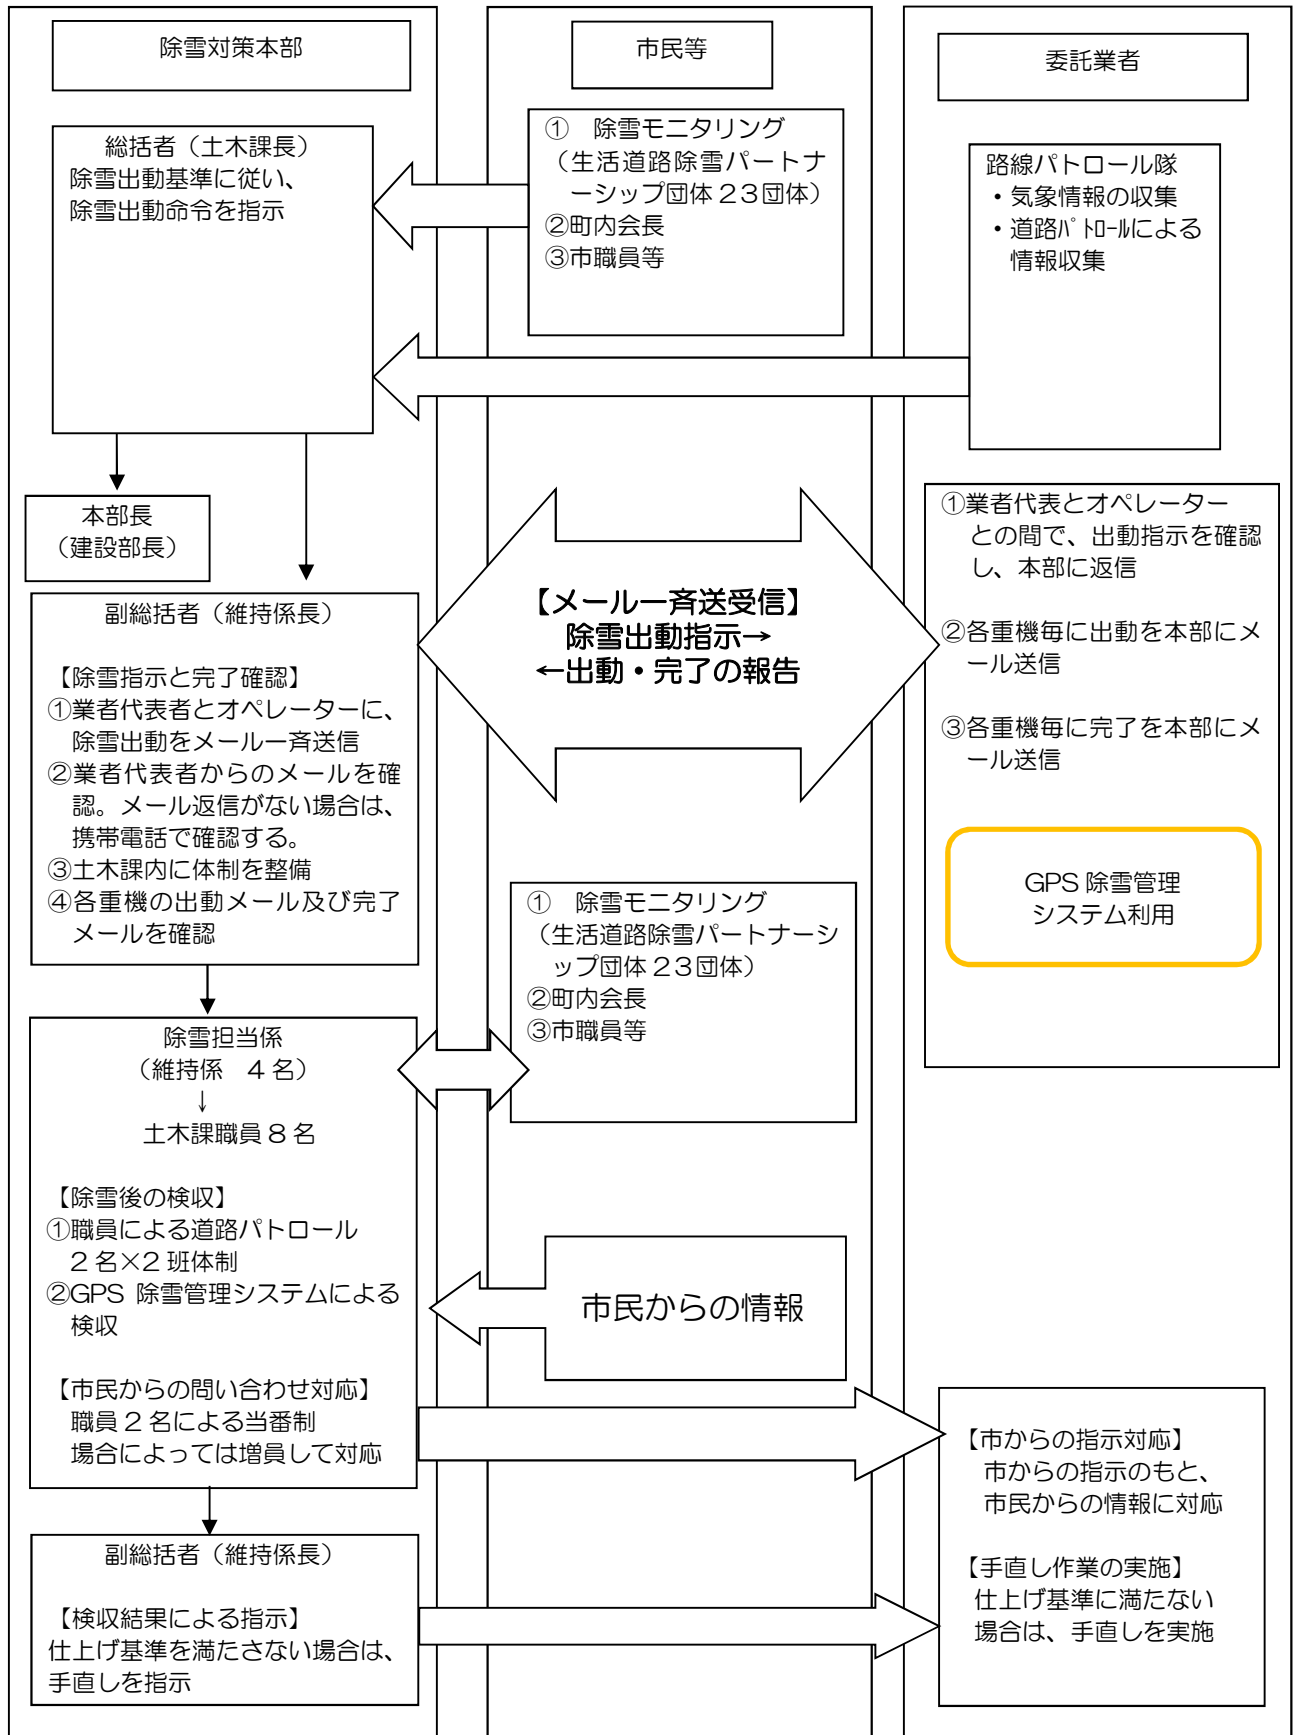 除雪対策本部
市民等
委託業者
総括者（土木課長）
除雪出動基準に従い、
除雪出動命令を指示
①　除雪モニタリング
（生活道路除雪パートナ
ーシップ団体２３団体）
②町内会長
③市職員等
路線パトロール隊
・気象情報の収集
・道路ﾊﾟﾄﾛｰﾙによる
情報収集
本部長
（建設部長）
副総括者（維持係長）
【除雪指示と完了確認】
①業者代表者とオペレーターに、
除雪出動をメール一斉送信
②業者代表者からのメールを確
認。メール返信がない場合は、
携帯電話で確認する。
③土木課内に体制を整備
④各重機の出動メール及び完了
メールを確認
【メール一斉送受信】
除雪出動指示→
←出動・完了の報告
①業者代表とオペレーター
との間で、出動指示を確認
し、本部に返信
②各重機毎に出動を本部にメ
ール送信
③各重機毎に完了を本部にメ
ール送信
GPS 除雪管理
システム利用
①　除雪モニタリング
（生活道路除雪パートナーシ
ップ団体２３団体）
②町内会長
③市職員等
除雪担当係
（維持係　４名）
↓
土木課職員８名
【除雪後の検収】
①職員による道路パトロール
２名×２班体制
②GPS 除雪管理システムによる
検収
【市民からの問い合わせ対応】
職員２名による当番制
場合によっては増員して対応
市民からの情報
【市からの指示対応】
市からの指示のもと、
市民からの情報に対応
【手直し作業の実施】
仕上げ基準に満たない
場合は、手直しを実施
副総括者（維持係長）
【検収結果による指示】
仕上げ基準を満たさない場合は、
手直しを指示